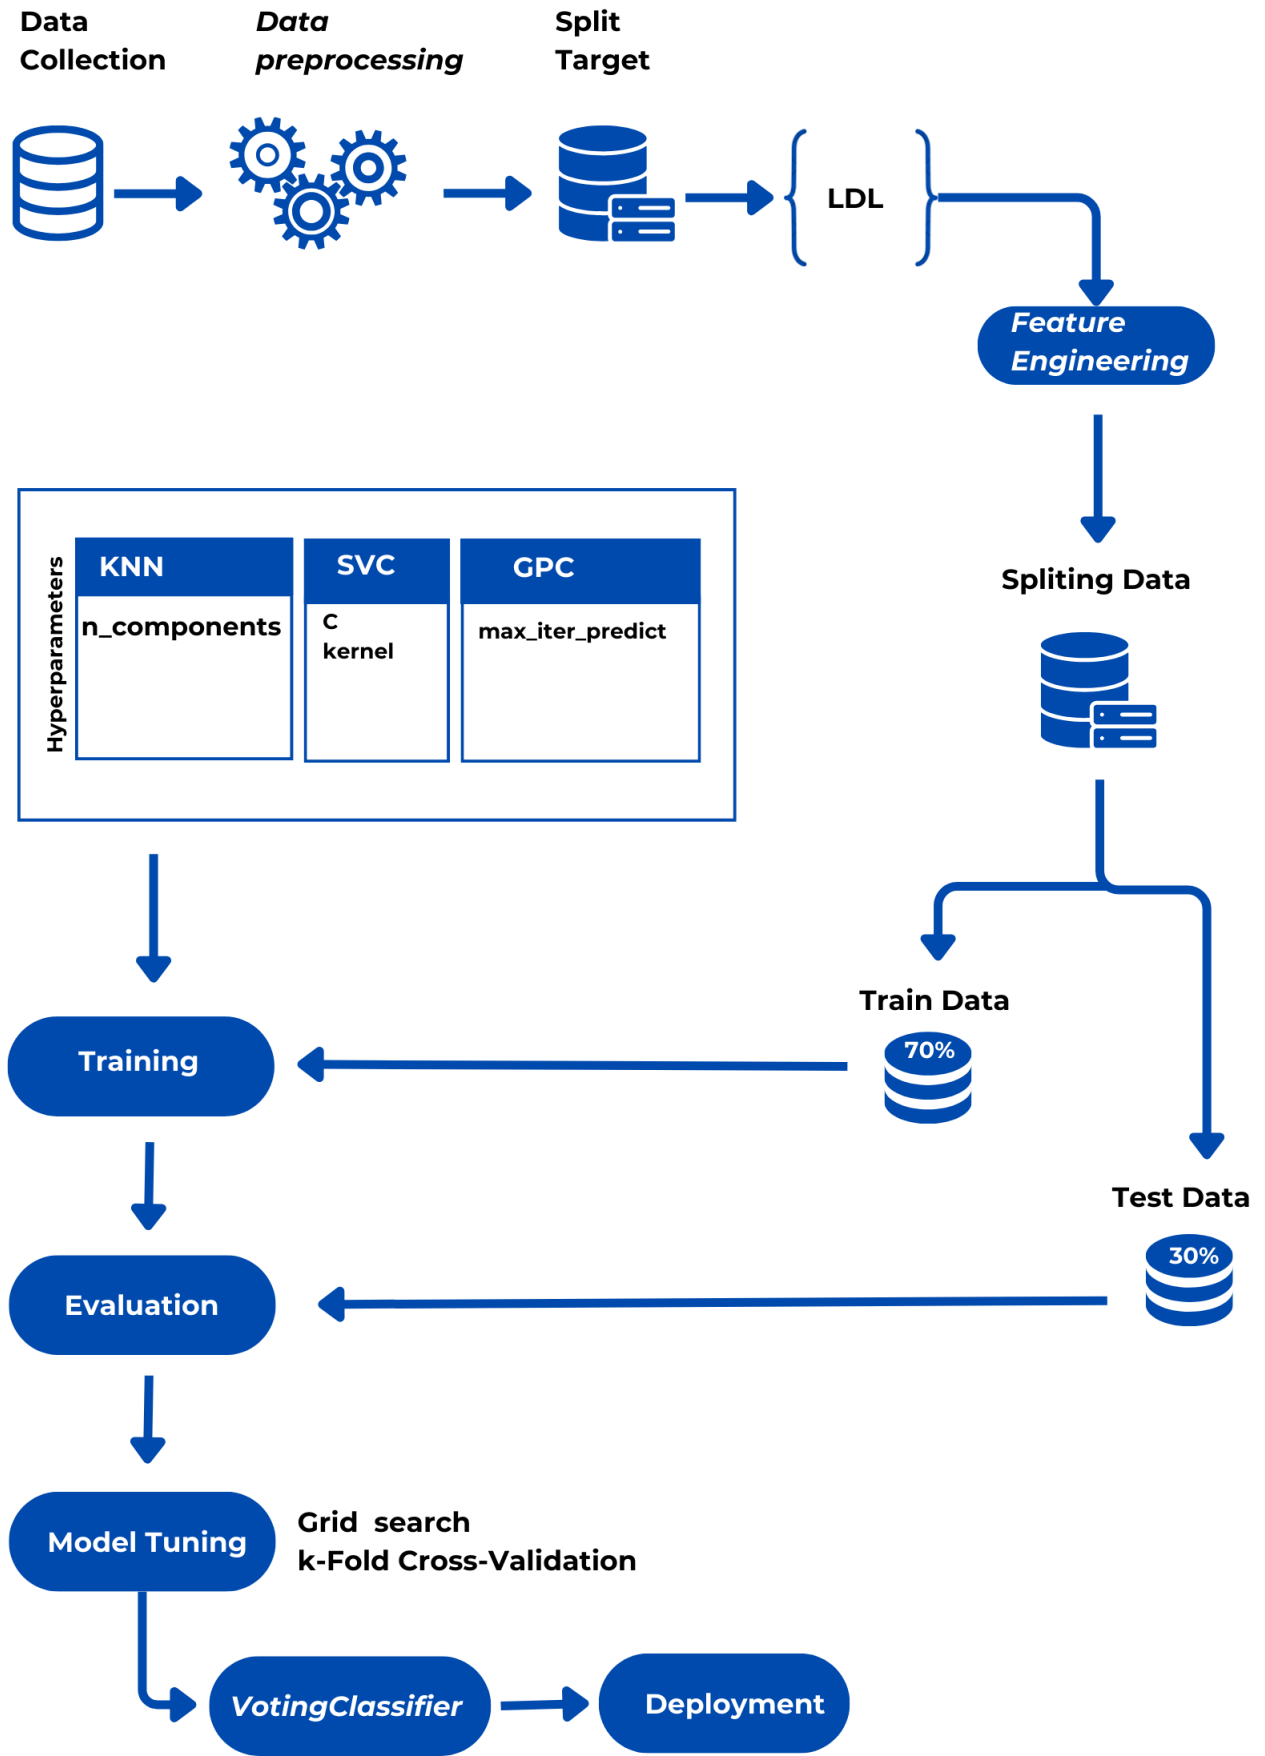 Data
Collection
Data
preprocessing
Split
Target
LDL
Feature
Engineering
Spliting Data
Hyperparameters
KNN
n_components
SVC
C
kernel
GPC
max_iter_predict
Train Data
70%
Training
Test Data
30%
Evaluation
Model Tuning
Grid search
k-Fold Cross-Validation
VotingClassifier
Deployment